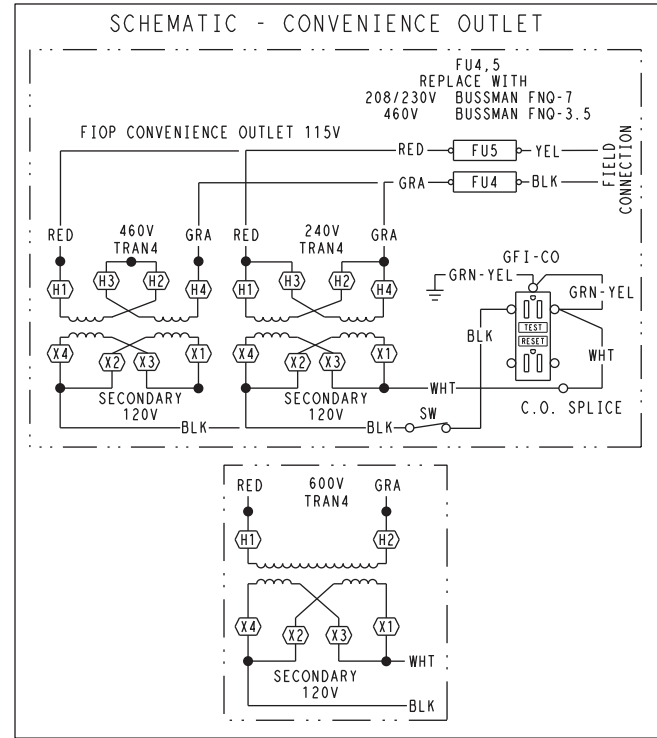 SCHEMATIC - CONVENIENCE OUTLET
FU4,5
REPLACE WITH
208/230V BUSSMAN FNQ-7
460V BUSSMAN FNQ-3.5
FIOP CONVENIENCE OUTLET 115V
RED FU5 YEL
GRA FU4 BLK
FIELD CONNECTION
RED 460V TRAN4 GRA
RED 240V TRAN4 GRA
H1 H3 H2 H4
H1 H3 H2 H4
GFI-CO
GRN-YEL
GRN-YEL
TEST
RESET
BLK
WHT
X4 X2 X3 X1
X4 X2 X3 X1
SECONDARY 120V
SECONDARY 120V
WHT
C.O. SPLICE
BLK
BLK
SW
RED 600V TRAN4 GRA
H1 H2
X4 X2 X3 X1
WHT
SECONDARY
120V
BLK